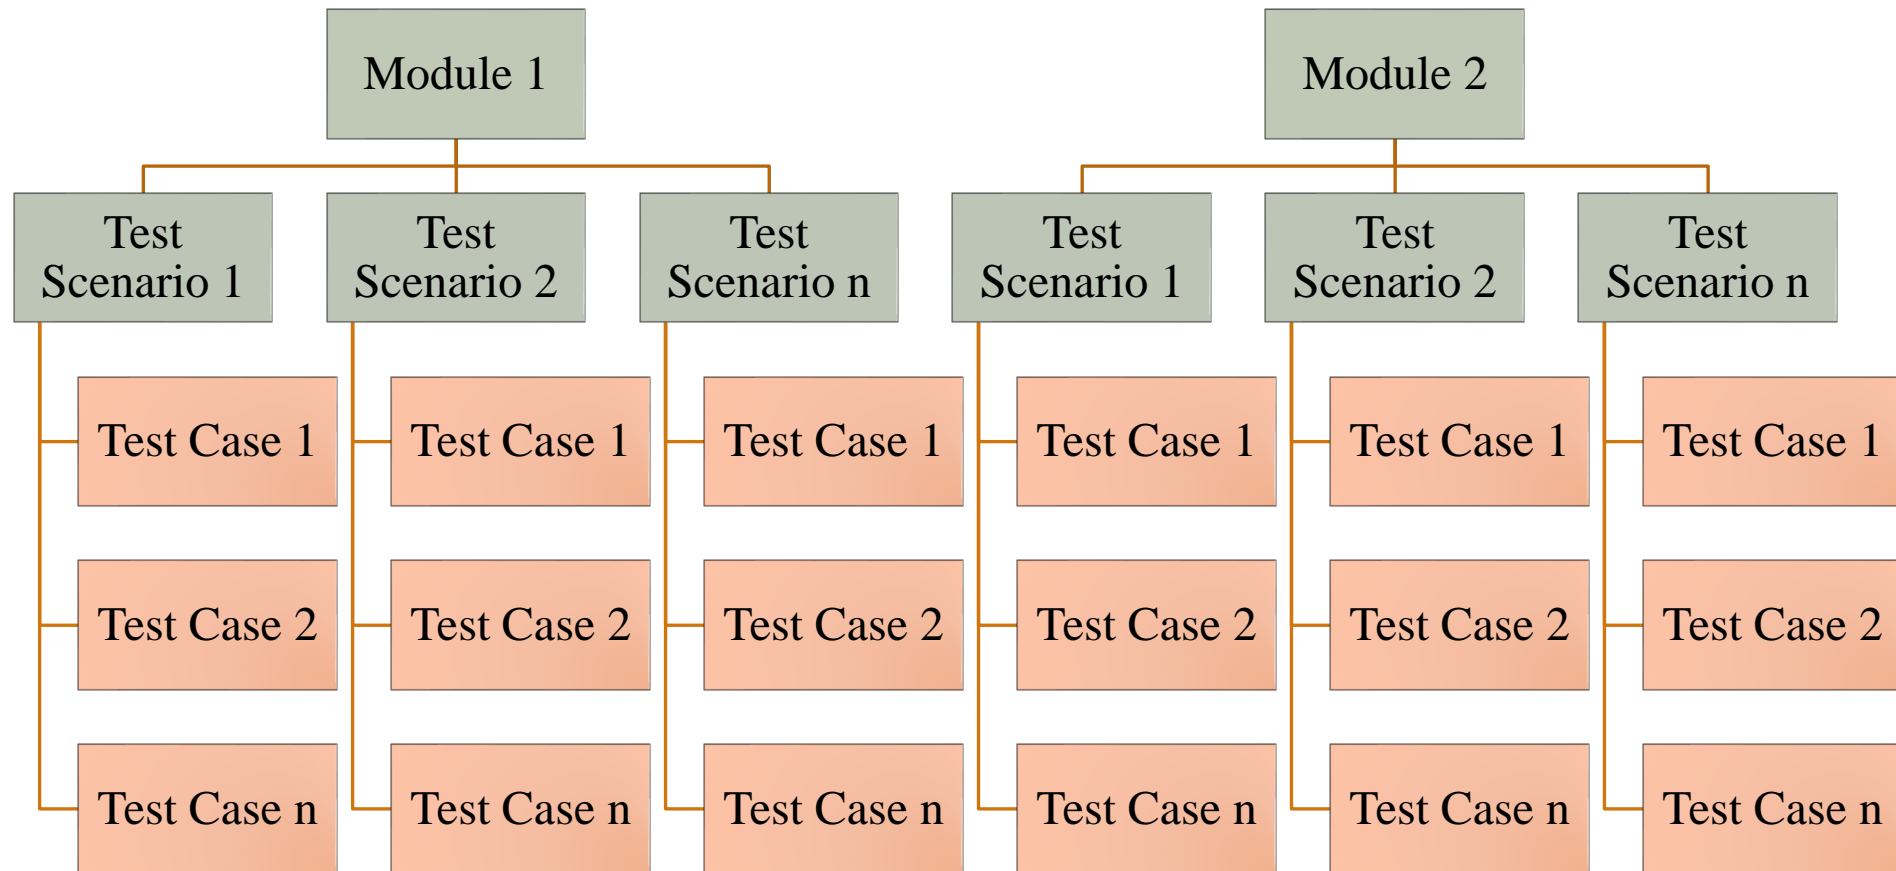 Module 1
Module 2
Test
Scenario 1
Test
Scenario 2
Test
Scenario n
Test
Scenario 1
Test
Scenario 2
Test
Scenario n
Test Case 1
Test Case 1
Test Case 1
Test Case 1
Test Case 1
Test Case 1
Test Case 2
Test Case 2
Test Case 2
Test Case 2
Test Case 2
Test Case 2
Test Case n
Test Case n
Test Case n
Test Case n
Test Case n
Test Case n